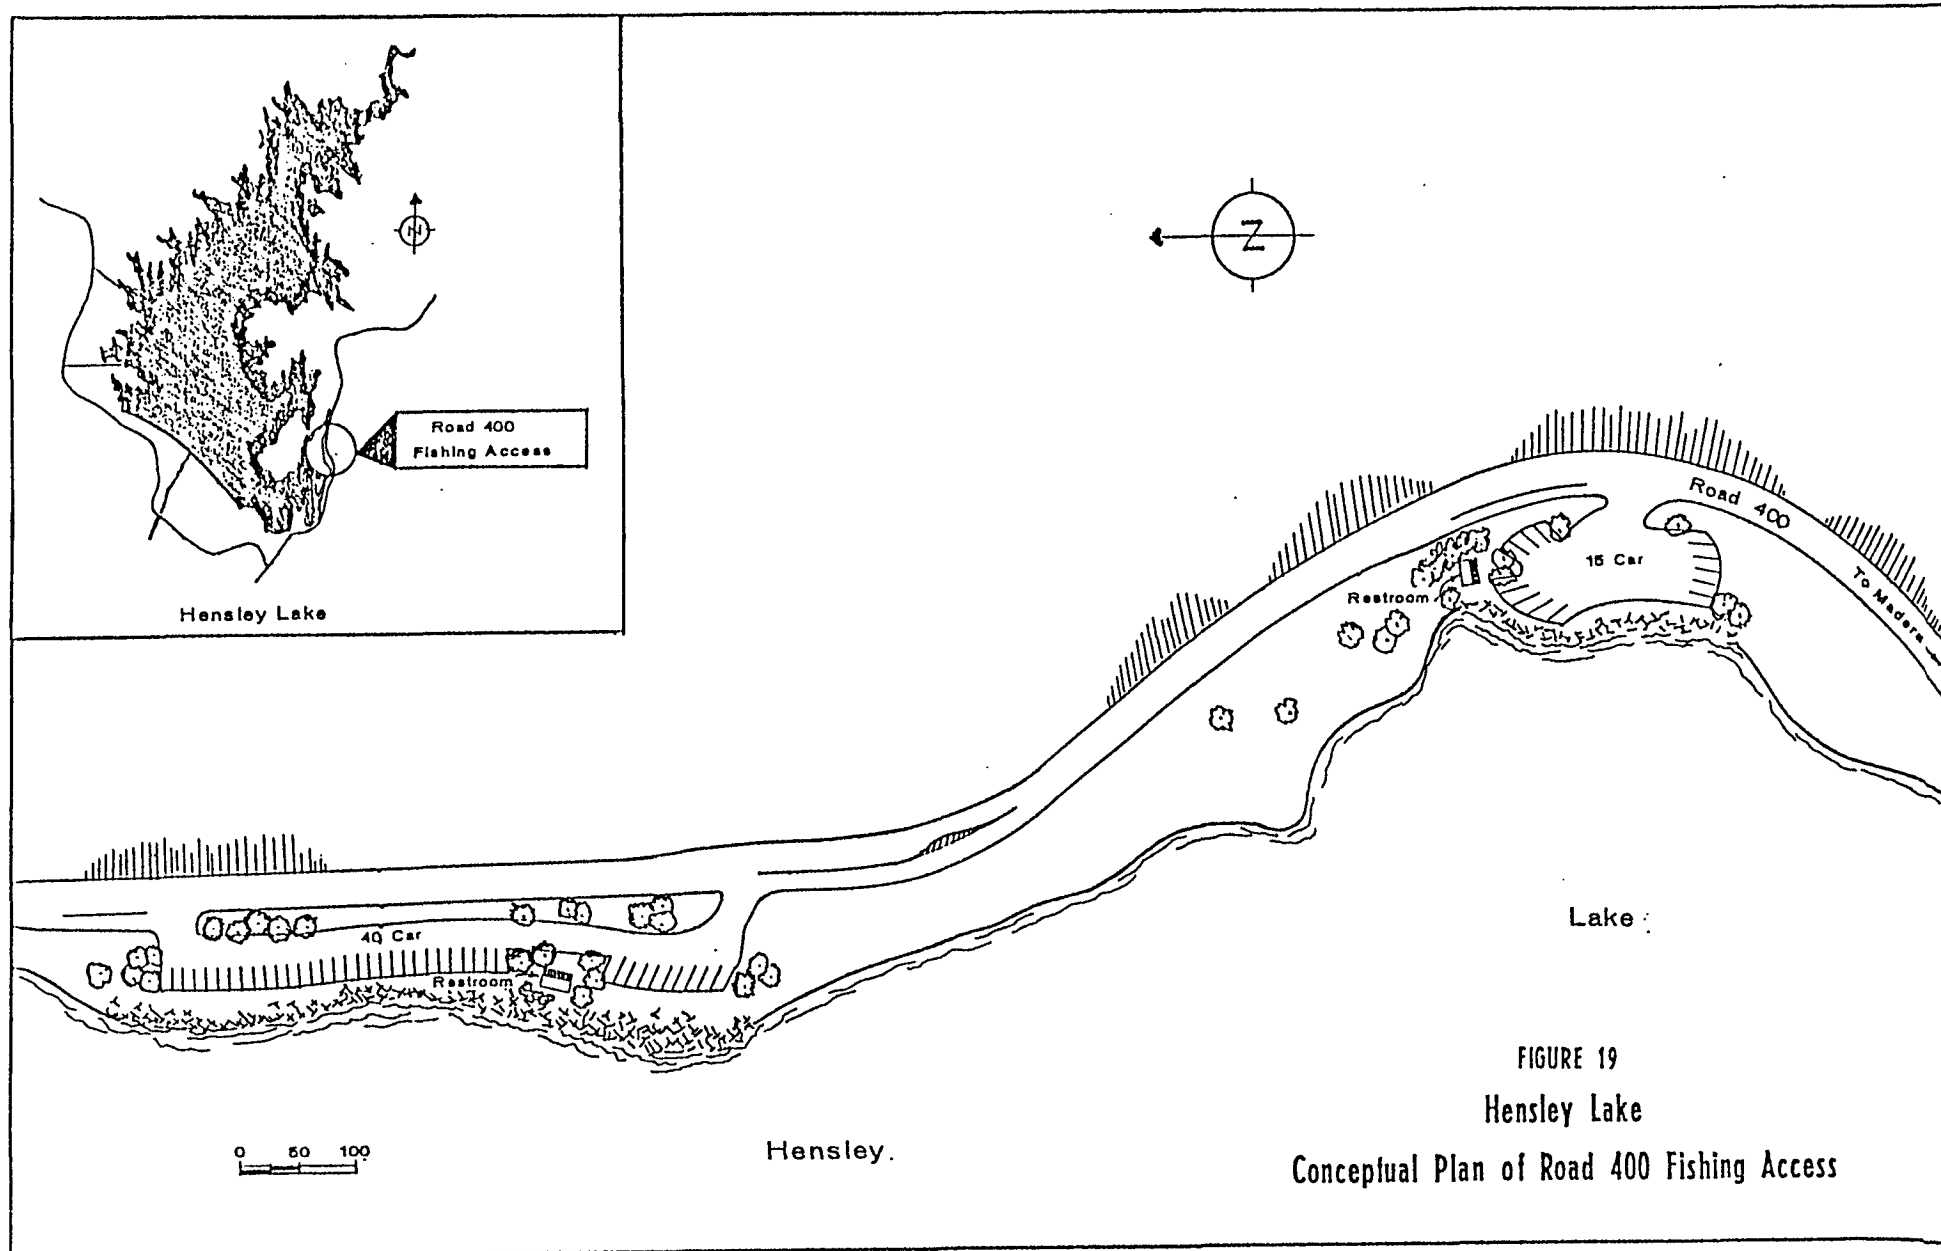 N
Road 400
Fishing Access
Hensley Lake
N
Road 400
To Madera
15 Car
Restroom
40 Car
Restroom
Lake
Hensley
0 50 100
FIGURE 19
Hensley Lake
Conceptual Plan of Road 400 Fishing Access